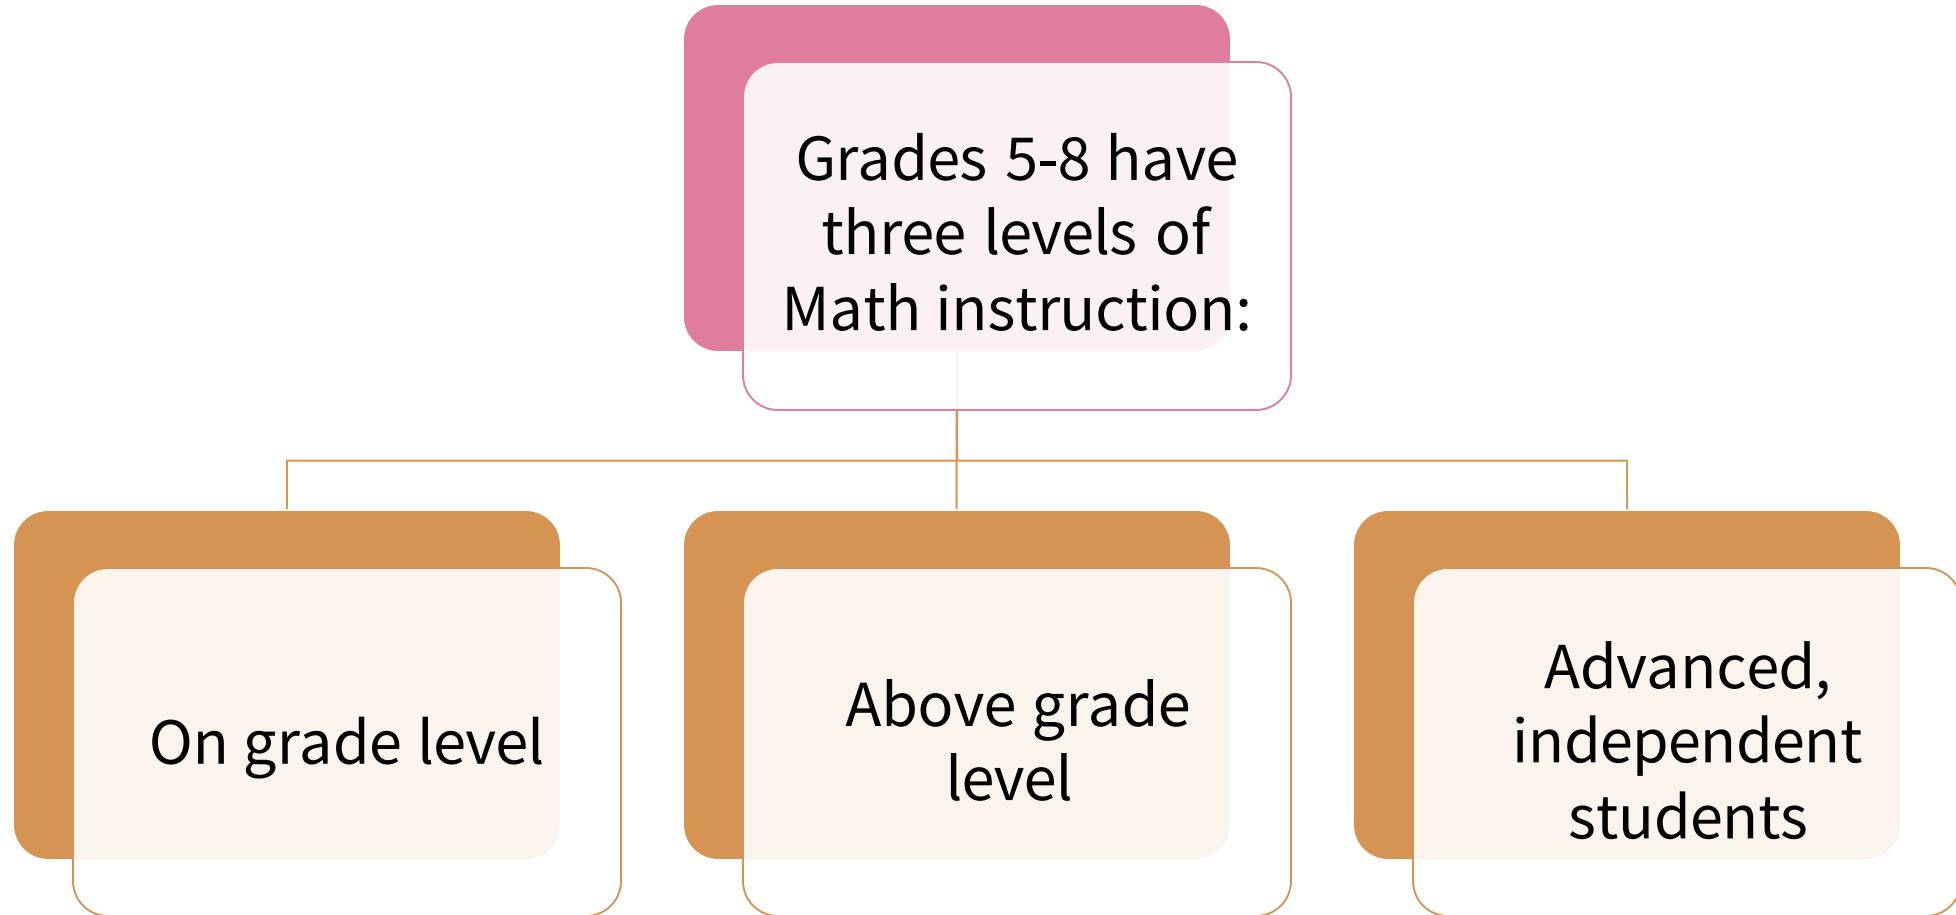 Grades 5-8 have
three levels of
Math instruction:
On grade level
Above grade
level
Advanced,
independent
students